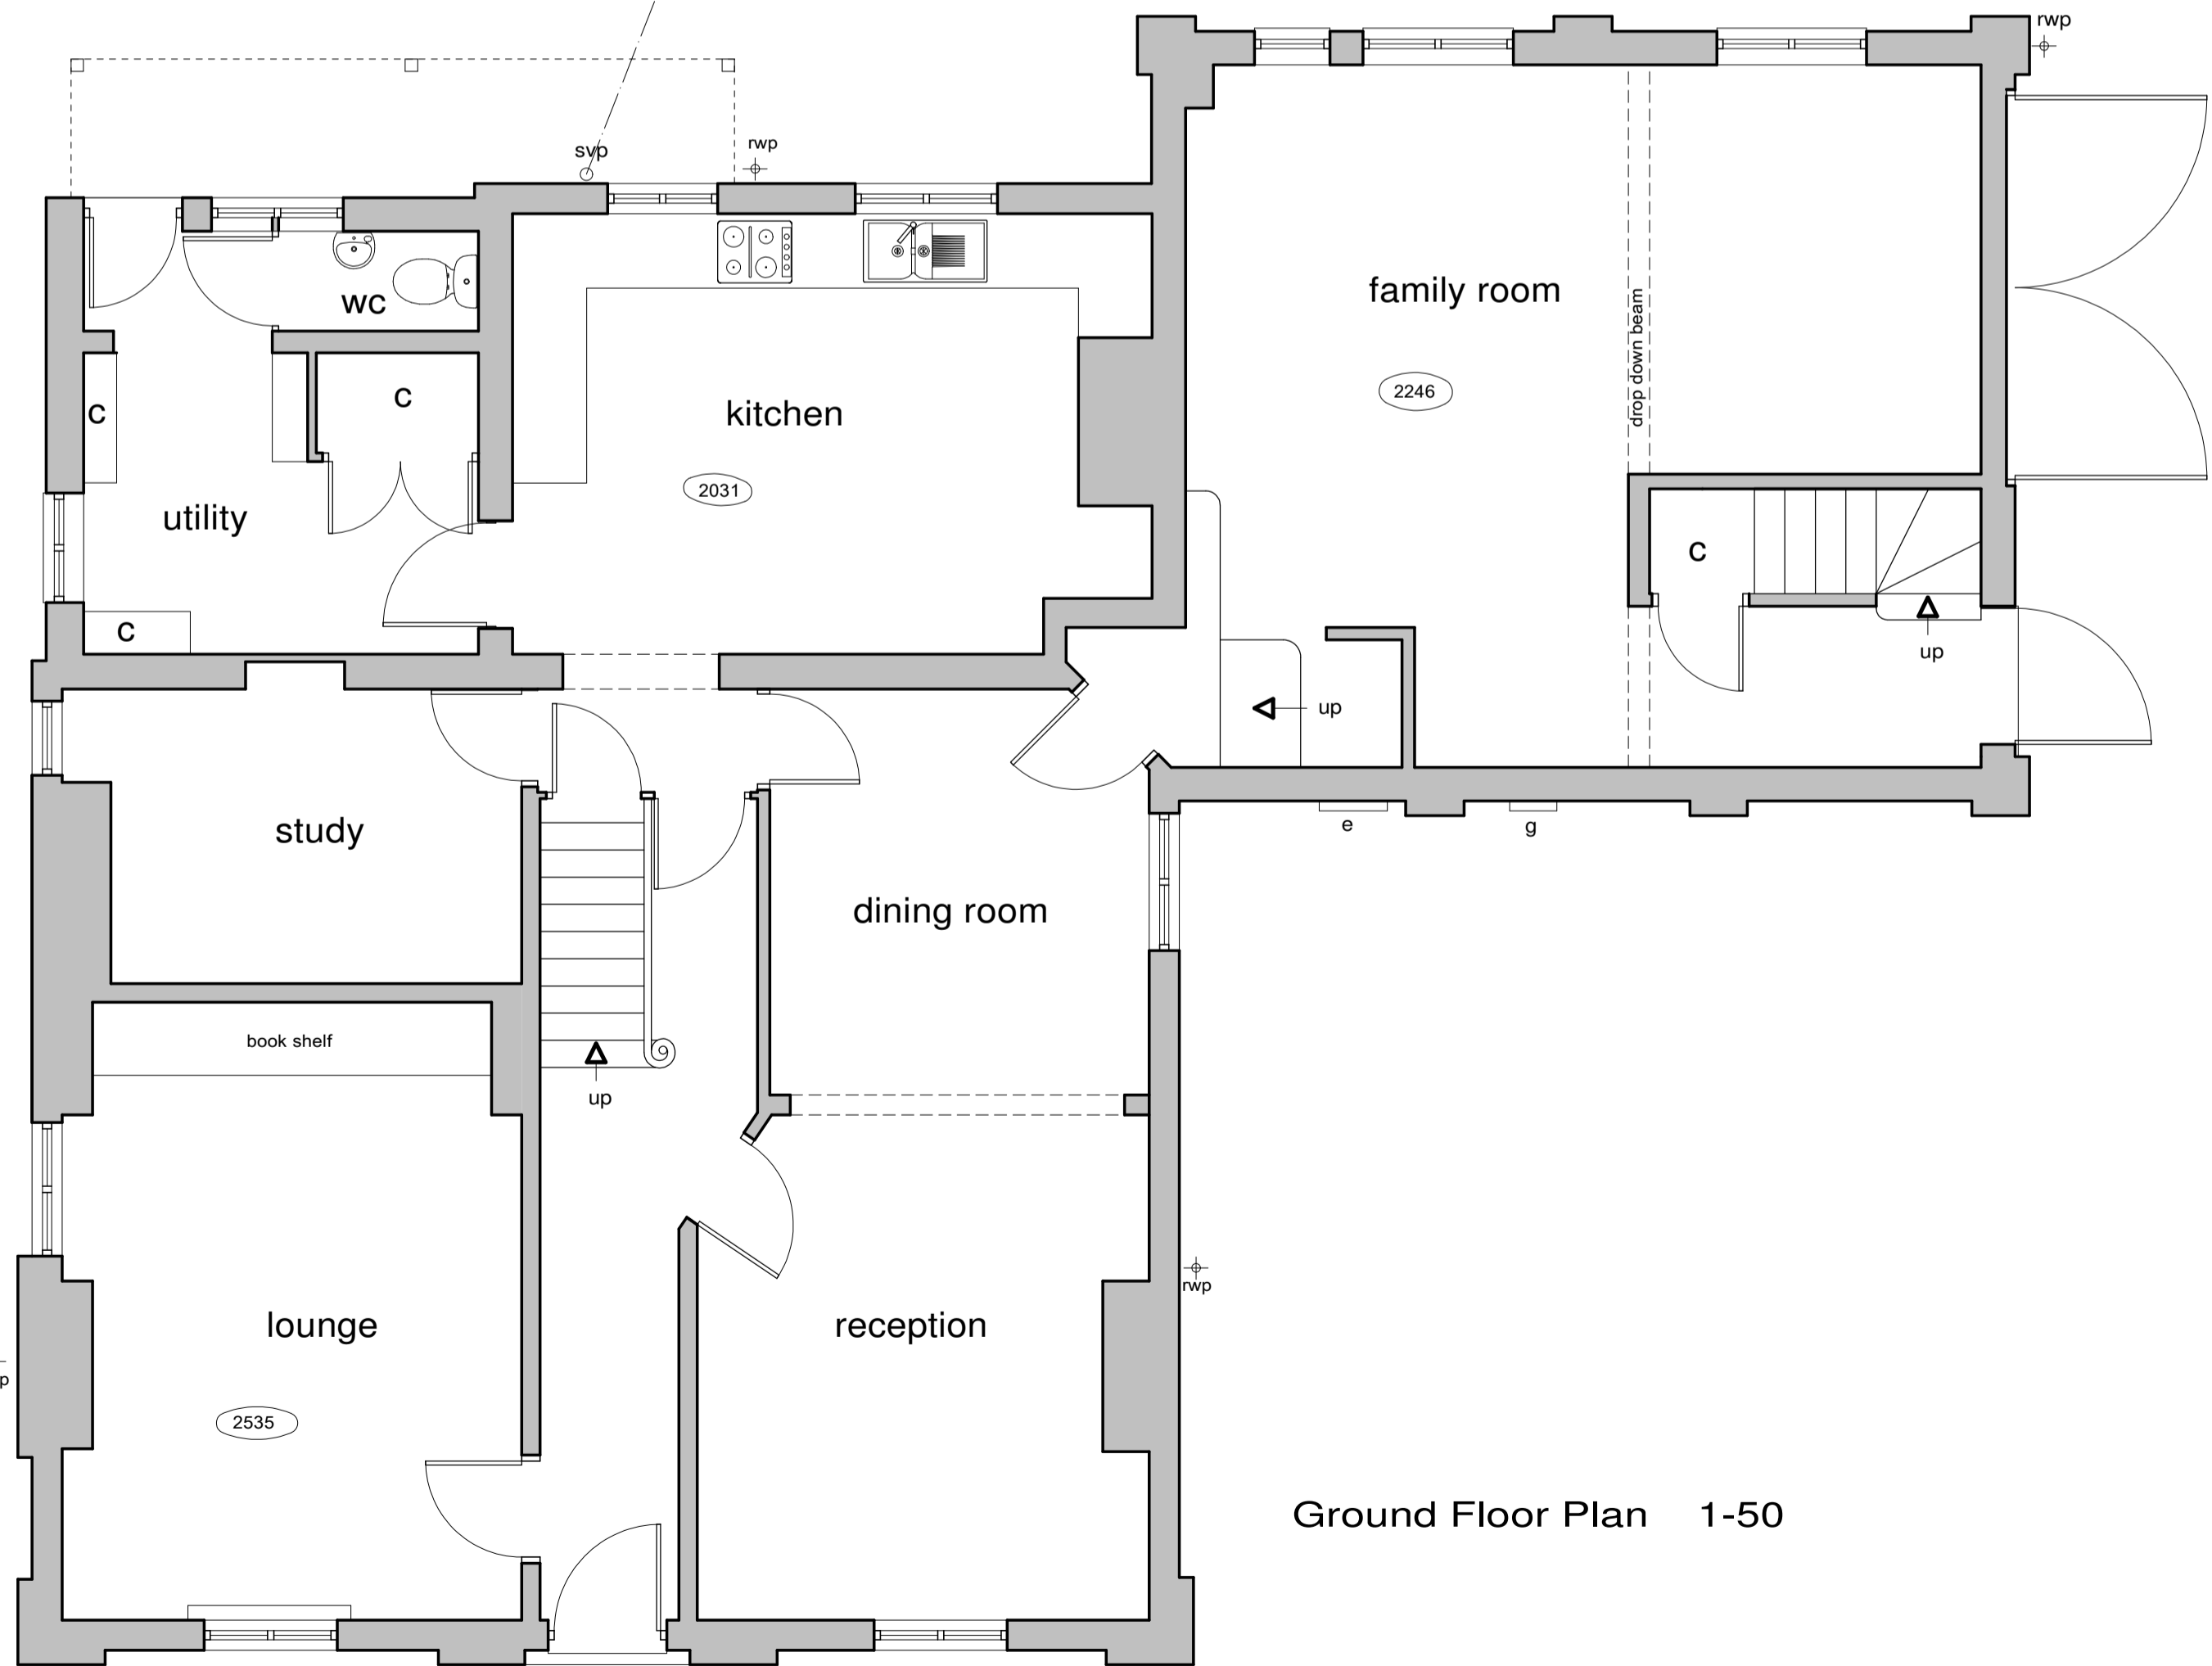 rwp
svp
rwp
family room
drop down beam
wc
2246
c
c
kitchen
2031
utility
c
c
up
up
study
e
g
dining room
book shelf
up
rwp
lounge
reception
p
2535
Ground Floor Plan 1-50